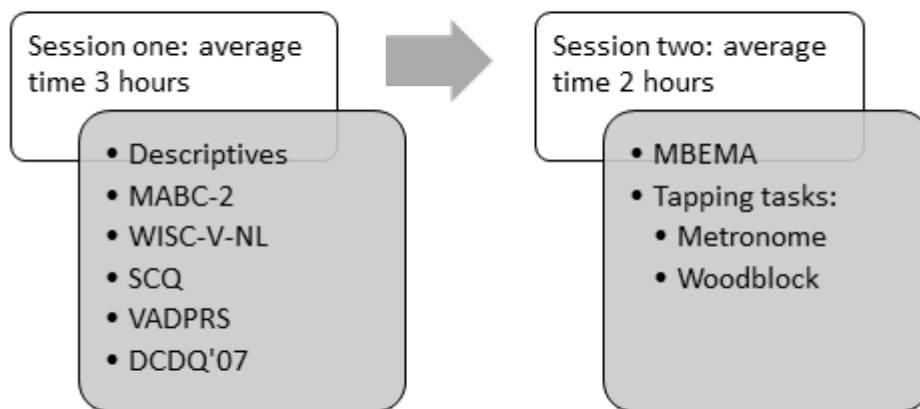 Session one: average
time 3 hours
• Descriptives
• MABC-2
• WISC-V-NL
• SCQ
• VADPRS
• DCDQ'07
Session two: average
time 2 hours
• MBEMA
• Tapping tasks:
• Metronome
• Woodblock